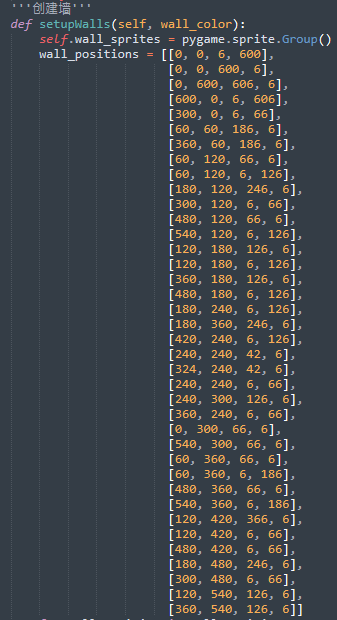 '''创建墙'''
def setupWalls(self, wall_color):
self.wall_sprites = pygame.sprite.Group()
wall_positions = [[0, 0, 6, 600],
[0, 0, 600, 6],
[0, 600, 606, 6],
[600, 0, 6, 606],
[300, 0, 6, 66],
[60, 60, 186, 6],
[360, 60, 186, 6],
[60, 120, 66, 6],
[60, 120, 6, 126],
[180, 120, 246, 6],
[300, 120, 6, 66],
[480, 120, 66, 6],
[540, 120, 6, 126],
[120, 180, 126, 6],
[120, 180, 6, 126],
[360, 180, 126, 6],
[480, 180, 6, 126],
[180, 240, 6, 126],
[180, 360, 246, 6],
[420, 240, 6, 126],
[240, 240, 42, 6],
[324, 240, 42, 6],
[240, 240, 6, 66],
[240, 300, 126, 6],
[360, 240, 6, 66],
[0, 300, 66, 6],
[540, 300, 66, 6],
[60, 360, 66, 6],
[60, 360, 6, 186],
[480, 360, 66, 6],
[540, 360, 6, 186],
[120, 420, 366, 6],
[120, 420, 6, 66],
[480, 420, 6, 66],
[180, 480, 246, 6],
[300, 480, 6, 66],
[120, 540, 126, 6],
[360, 540, 126, 6]]